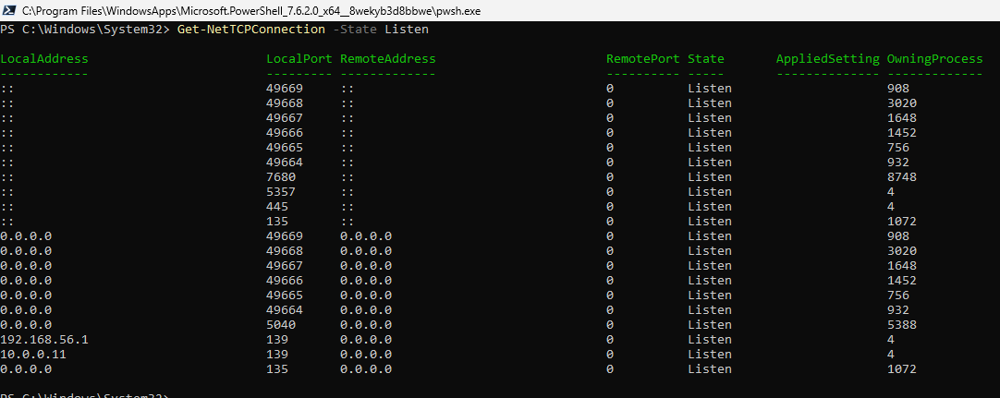 C:\Program Files\WindowsApps\Microsoft.PowerShell_7.6.2.0_x64__8wekyb3d8bbwe\pwsh.exe
PS C:\Windows\System32> Get-NetTCPConnection -State Listen
LocalAddress LocalPort RemoteAddress RemotePort State AppliedSetting OwningProcess
------------ --------- ------------- ---------- ----- -------------- -------------
:: 49669 :: 0 Listen 908
:: 49668 :: 0 Listen 3020
:: 49667 :: 0 Listen 1648
:: 49666 :: 0 Listen 1452
:: 49665 :: 0 Listen 756
:: 49664 :: 0 Listen 932
:: 7680 :: 0 Listen 8748
:: 5357 :: 0 Listen 4
:: 445 :: 0 Listen 4
:: 135 :: 0 Listen 1072
0.0.0.0 49669 0.0.0.0 0 Listen 908
0.0.0.0 49668 0.0.0.0 0 Listen 3020
0.0.0.0 49667 0.0.0.0 0 Listen 1648
0.0.0.0 49666 0.0.0.0 0 Listen 1452
0.0.0.0 49665 0.0.0.0 0 Listen 756
0.0.0.0 49664 0.0.0.0 0 Listen 932
0.0.0.0 5040 0.0.0.0 0 Listen 5388
192.168.56.1 139 0.0.0.0 0 Listen 4
10.0.0.11 139 0.0.0.0 0 Listen 4
0.0.0.0 135 0.0.0.0 0 Listen 1072
PS C:\Windows\System32>